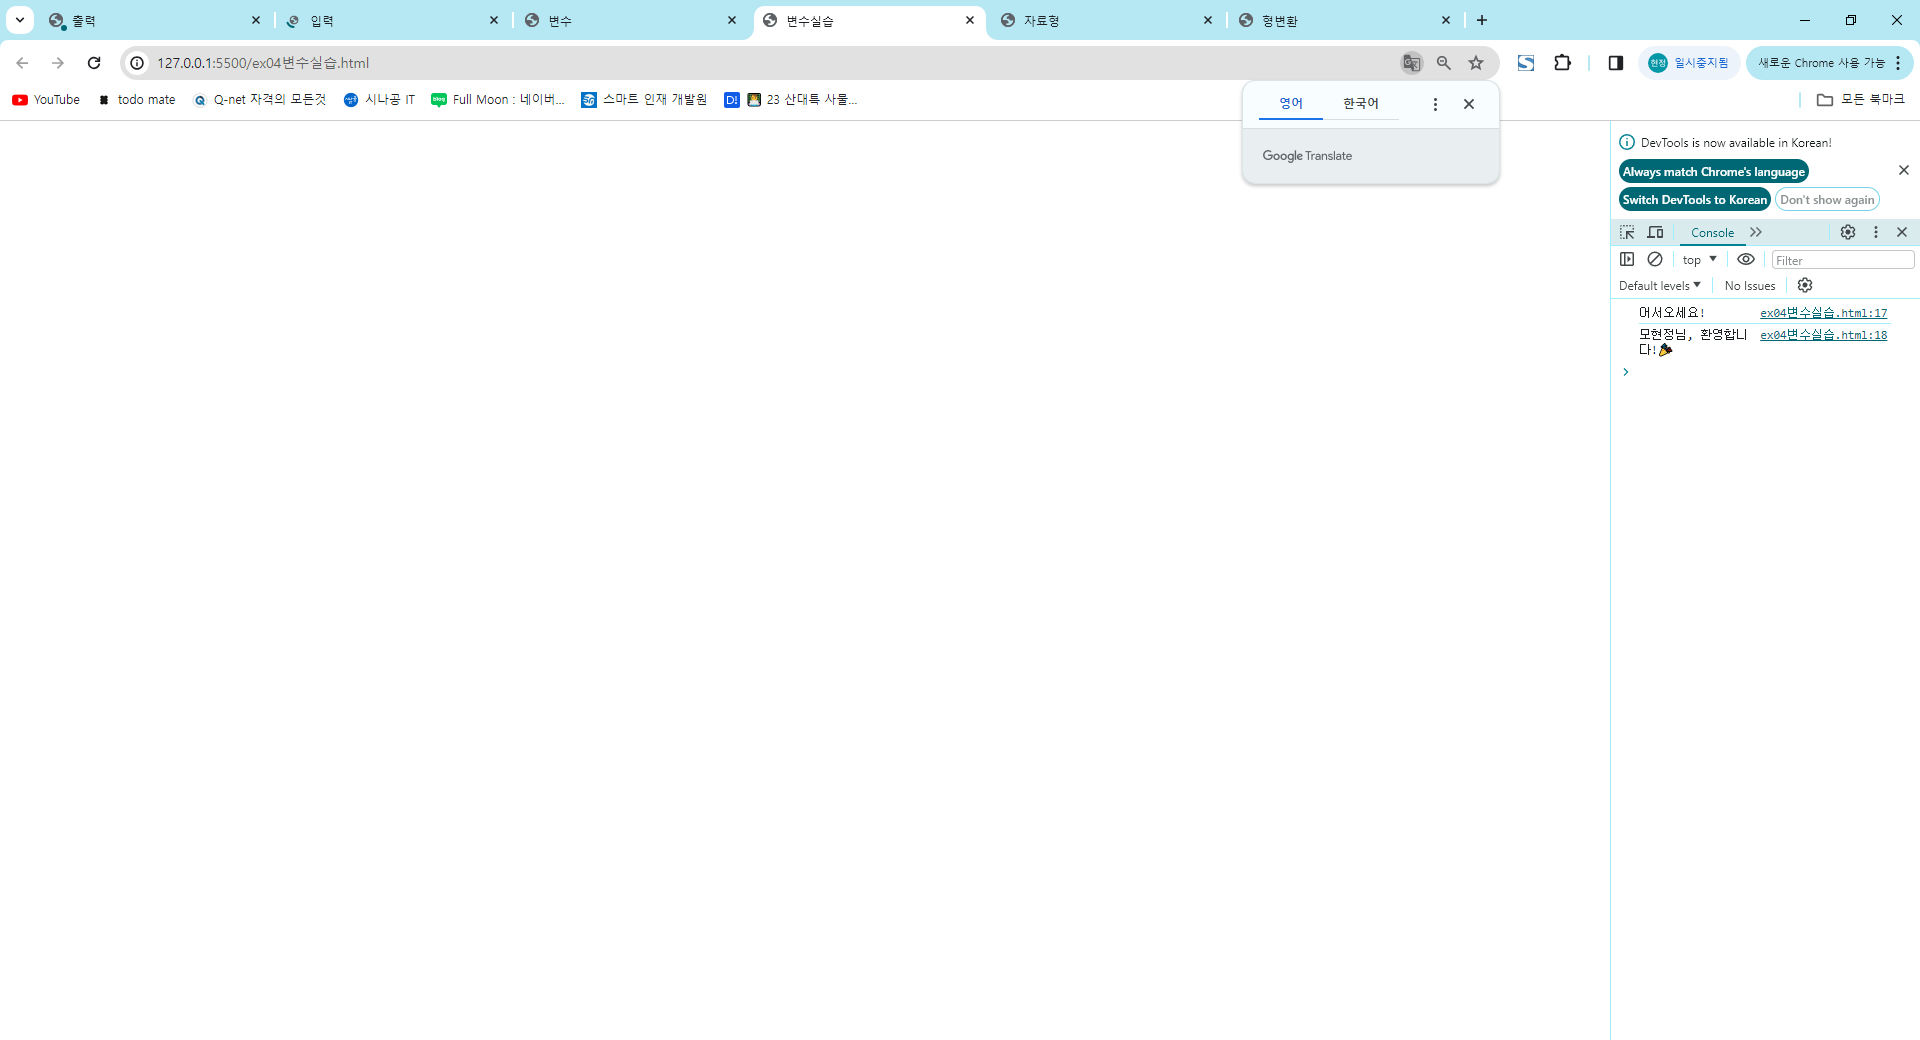 출력
입력
변수
변수실습
자료형
형변환
127.0.0.1:5500/ex04변수실습.html
현정 일시중지됨
새로운 Chrome 사용 가능
YouTube
todo mate
Q-net 자격의 모든것
시나공 IT
Full Moon : 네이버...
스마트 인재 개발원
23 산대특 사물...
모든 북마크
영어 한국어
Google Translate
DevTools is now available in Korean!
Always match Chrome's language
Switch DevTools to Korean Don't show again
Console
top Filter
Default levels No Issues
어서오세요! ex04변수실습.html:17
모현정님, 환영합니 ex04변수실습.html:18
다!🎉